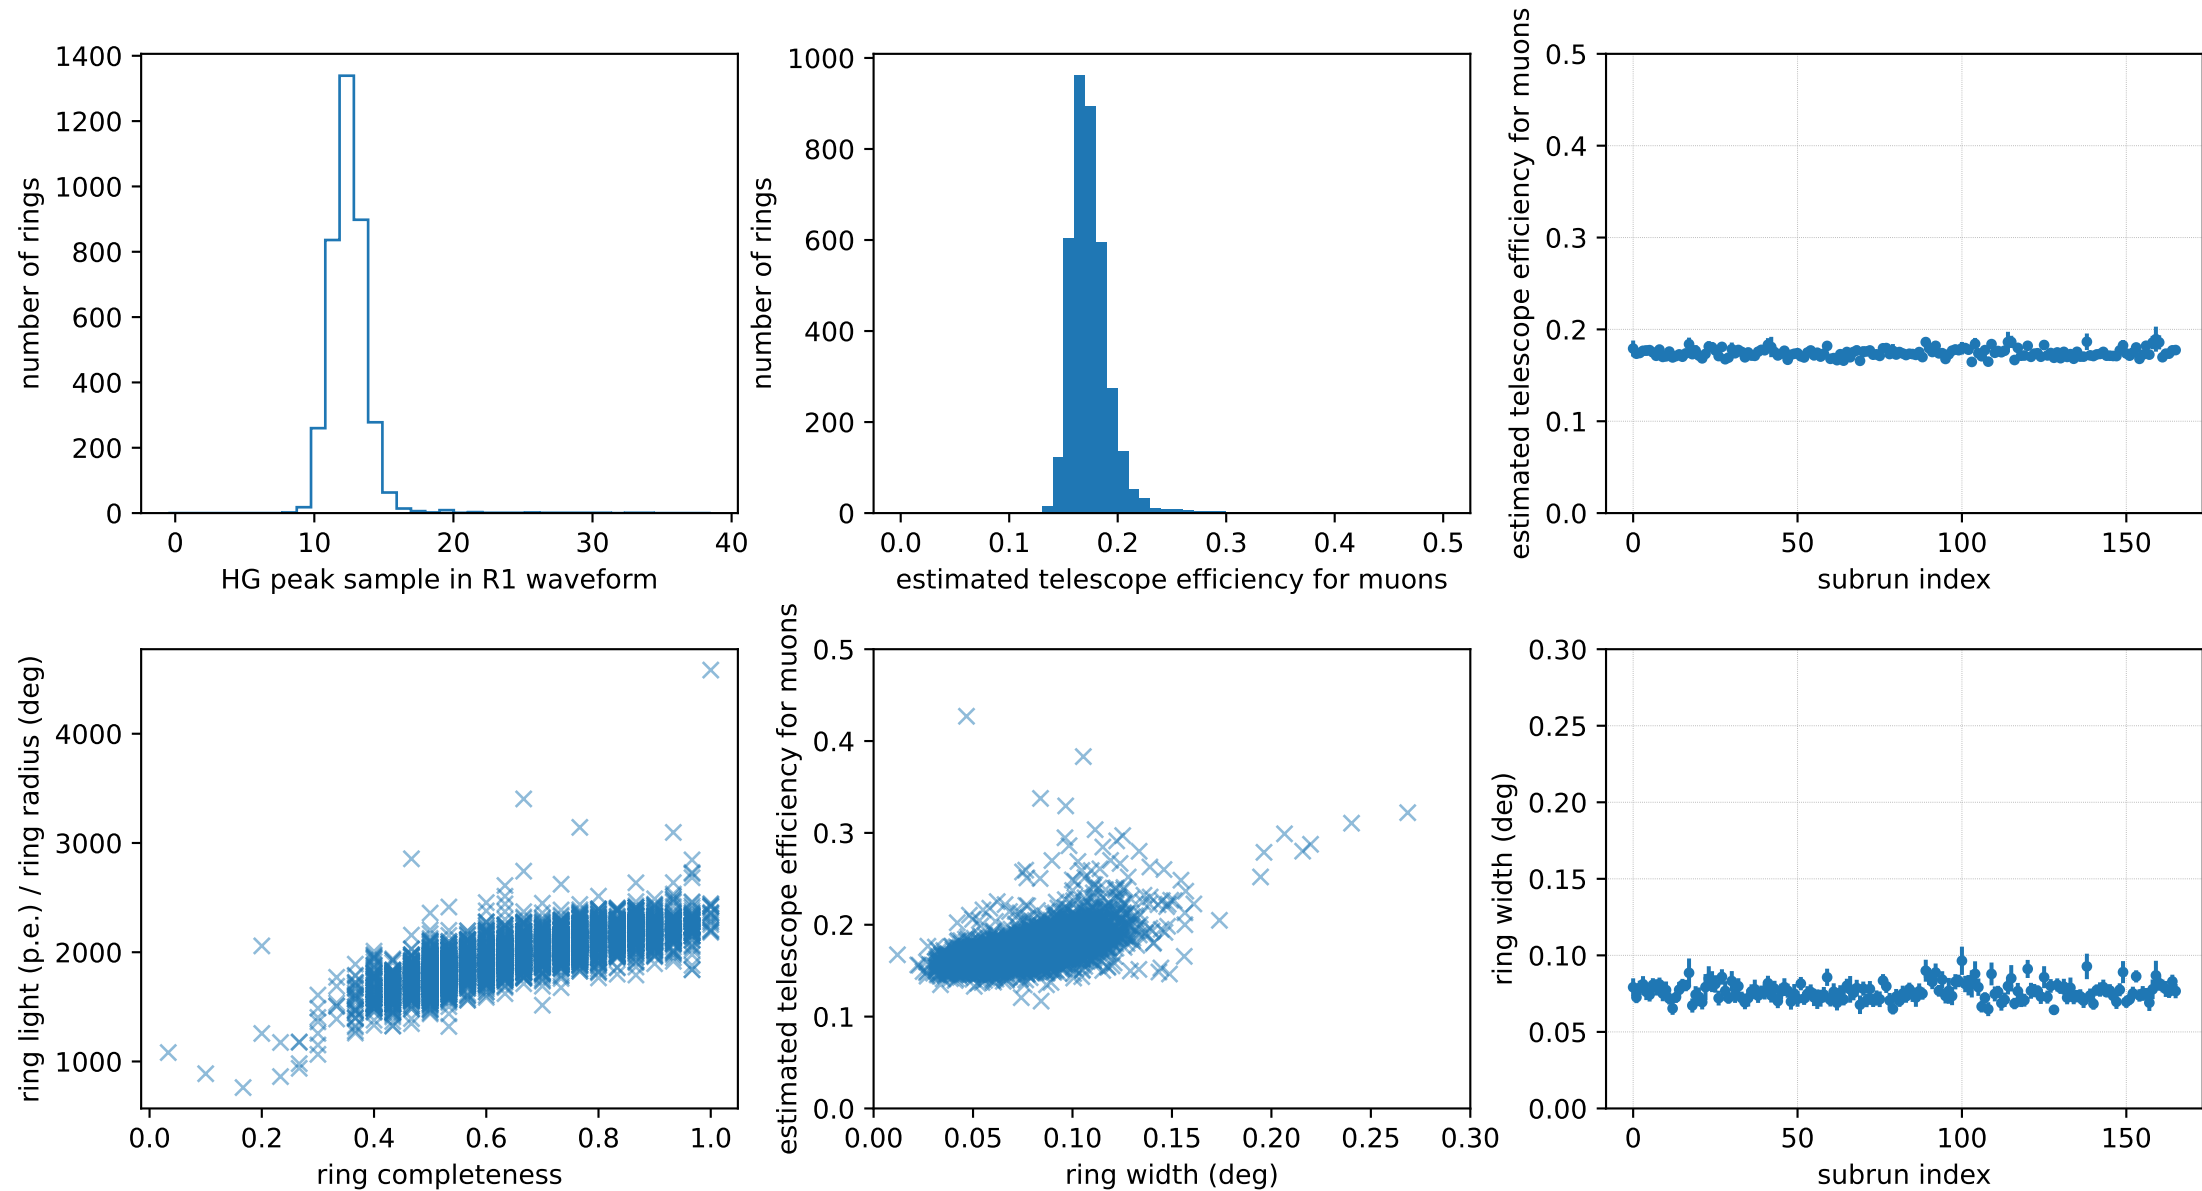 1400
1200
1000
800
600
400
200
0
number of rings
0 10 20 30 40
HG peak sample in R1 waveform
1000
800
600
400
200
0
number of rings
0.0 0.1 0.2 0.3 0.4 0.5
estimated telescope efficiency for muons
0.5
0.4
0.3
0.2
0.1
0.0
estimated telescope efficiency for muons
0 50 100 150
subrun index
4000
3000
2000
1000
ring light (p.e.) / ring radius (deg)
0.0 0.2 0.4 0.6 0.8 1.0
ring completeness
0.5
0.4
0.3
0.2
0.1
0.0
estimated telescope efficiency for muons
0.00 0.05 0.10 0.15 0.20 0.25 0.30
ring width (deg)
0.30
0.25
0.20
0.15
0.10
0.05
0.00
ring width (deg)
0 50 100 150
subrun index